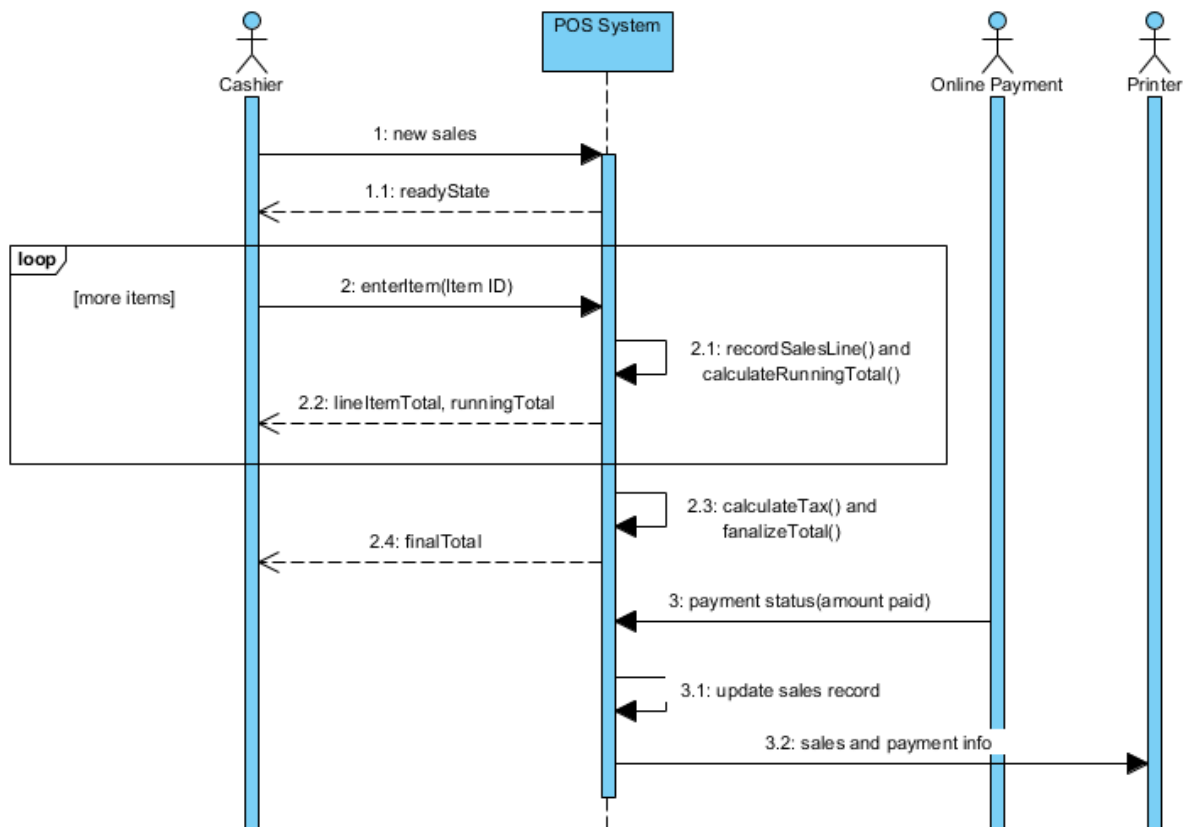 POS System
Cashier
Online Payment
Printer
1: new sales
1.1: readyState
loop
[more items]
2: enterItem(Item ID)
2.1: recordSalesLine() and
calculateRunningTotal()
2.2: lineItemTotal, runningTotal
2.3: calculateTax() and
fanalizeTotal()
2.4: finalTotal
3: payment status(amount paid)
3.1: update sales record
3.2: sales and payment info